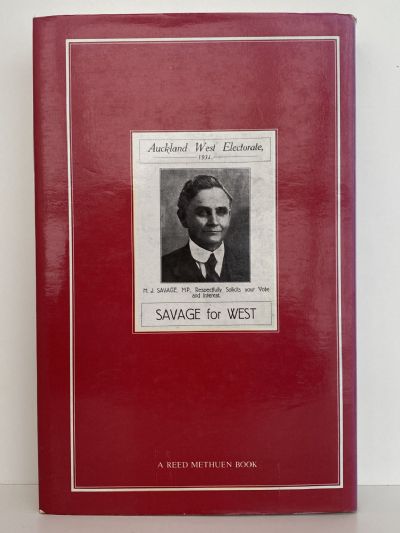 Auckland West Electorate,
1931.
M. J. SAVAGE, M.P., Respectfully Solicits your Vote
and Interest.
SAVAGE for WEST
A REED METHUEN BOOK